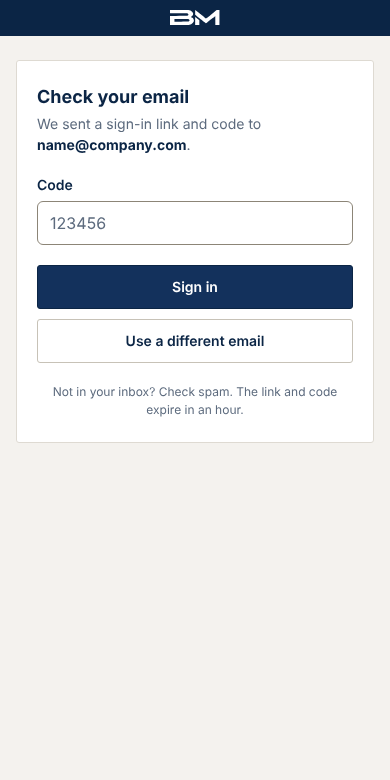 BM
Check your email
We sent a sign-in link and code to
name@company.com.
Code
123456
Sign in
Use a different email
Not in your inbox? Check spam. The link and code
expire in an hour.